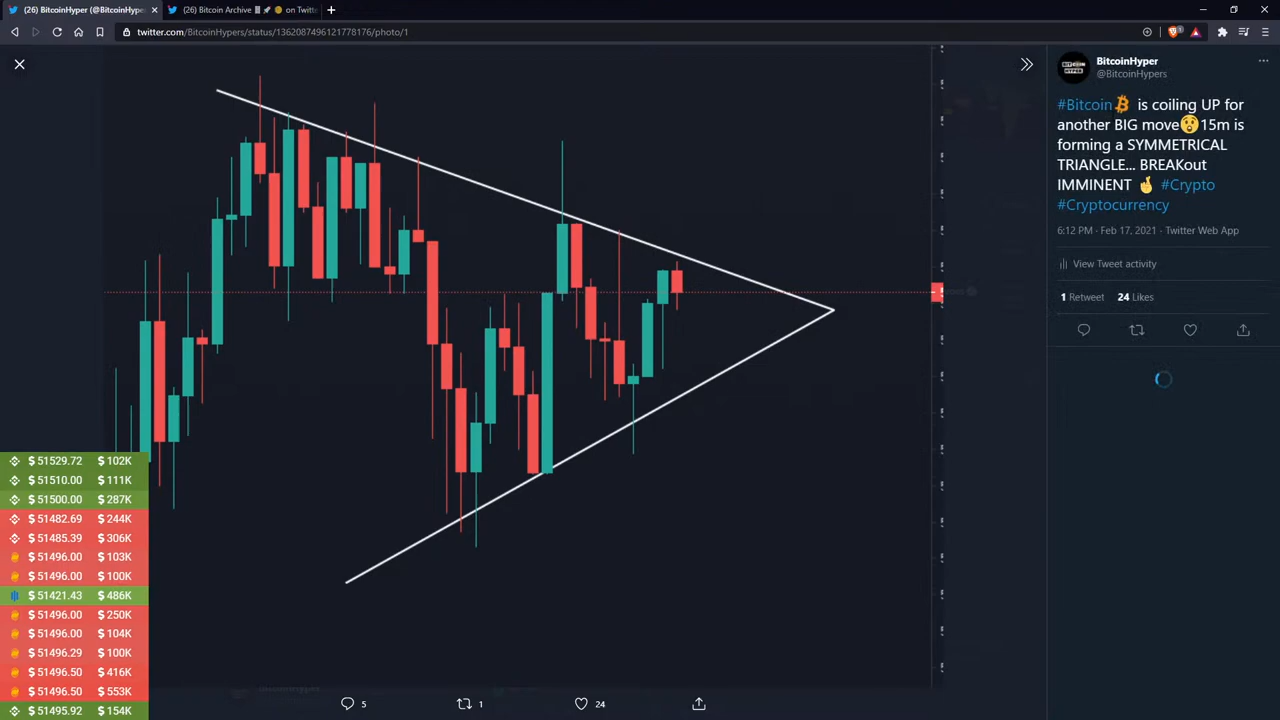 (26) BitcoinHyper (@BitcoinHyper
(26) Bitcoin Archive
on Twitte
twitter.com/BitcoinHypers/status/1362087496121778176/photo/1
BitcoinHyper
@BitcoinHypers
#Bitcoin is coiling UP for
another BIG move 15m is
forming a SYMMETRICAL
TRIANGLE... BREAKout
IMMINENT #Crypto
#Cryptocurrency
6:12 PM · Feb 17, 2021 · Twitter Web App
View Tweet activity
1 Retweet 24 Likes
$ 51529.72 $ 102K
$ 51510.00 $ 111K
$ 51500.00 $ 287K
$ 51482.69 $ 244K
$ 51485.39 $ 306K
$ 51496.00 $ 103K
$ 51496.00 $ 100K
$ 51421.43 $ 486K
$ 51496.00 $ 250K
$ 51496.00 $ 104K
$ 51496.29 $ 100K
$ 51496.50 $ 416K
$ 51496.50 $ 553K
$ 51495.92 $ 154K
5 1 24